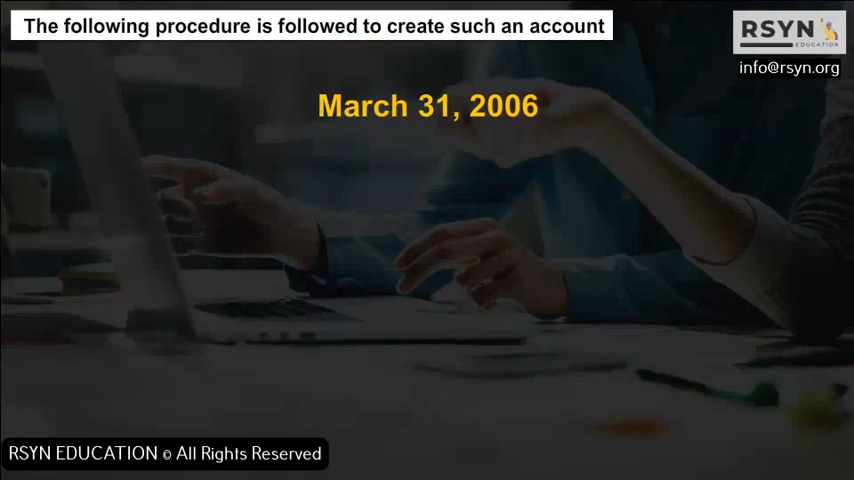 The following procedure is followed to create such an account
RSYN
EDUCATION
info@rsyn.org
March 31, 2006
RSYN EDUCATION © All Rights Reserved